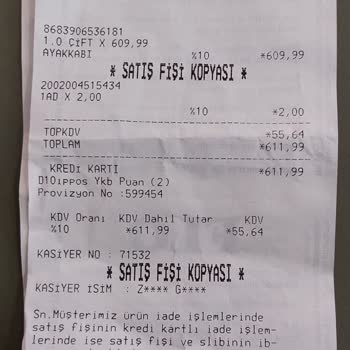 8683906536181
1.0 ÇİFT X 609,99
AYAKKABI %10 *609,99
* SATIŞ FİŞİ KOPYASI *
2002004515434
1AD X 2,00
%10 *2,00
TOPKDV *55,64
TOPLAM *611,99
KREDİ KARTI *611,99
D10ippos Ykb Puan (2)
Provizyon No :599454
KDV Oranı KDV Dahil Tutar KDV
%10 *611,99 *55,64
KASİYER NO : 71532
* SATIŞ FİŞİ KOPYASI *
KASİYER İSİM : Z**** G****
Sn.Müşterimiz ürün iade işlemlerinde
satış fişinin kredi kartlı iade işlem-
lerinde ise satış fişi ve slibinin ib-